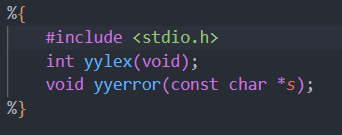 %{
    #include <stdio.h>
    int yylex(void);
    void yyerror(const char *s);
%}